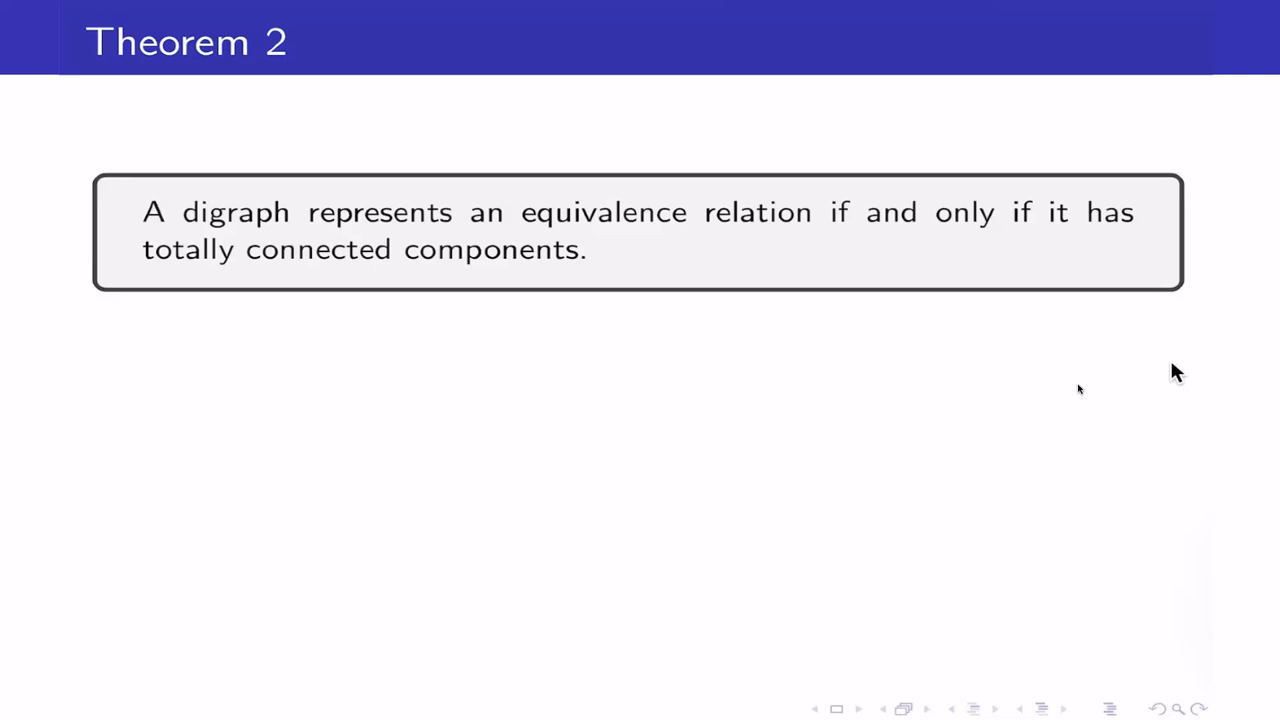 Theorem 2
A digraph represents an equivalence relation if and only if it has
totally connected components.